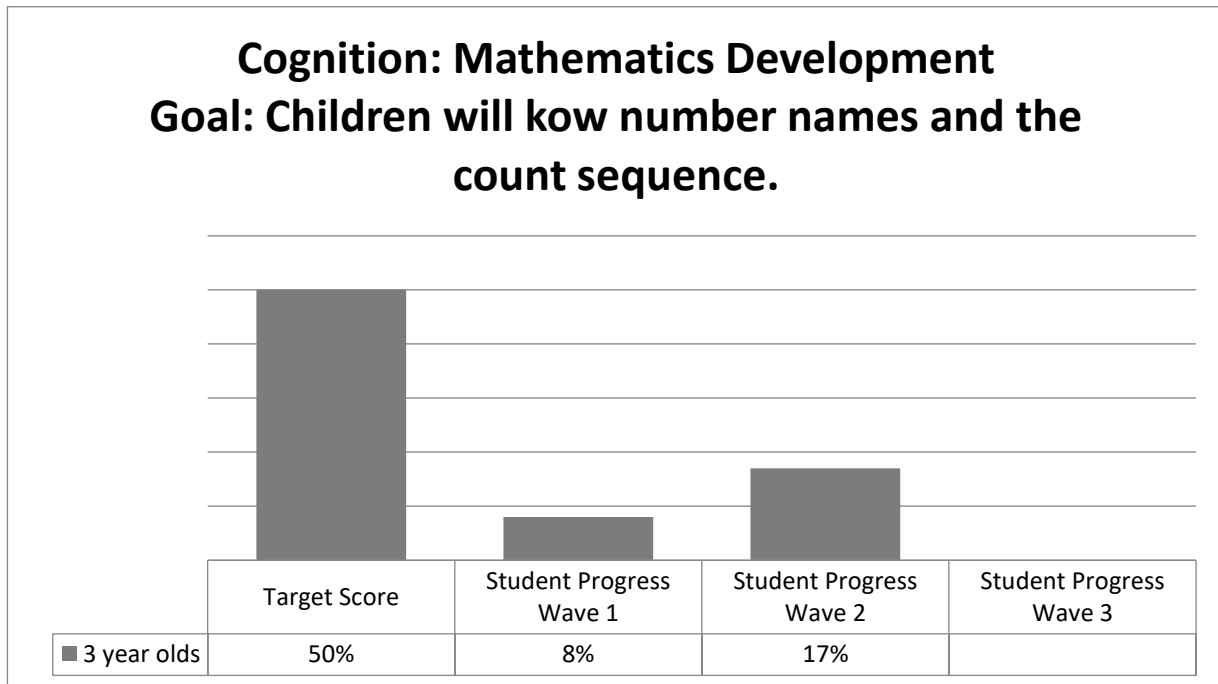 Cognition: Mathematics Development
Goal: Children will kow number names and the
count sequence.
Target Score
Student Progress
Wave 1
Student Progress
Wave 2
Student Progress
Wave 3
3 year olds 50% 8% 17%